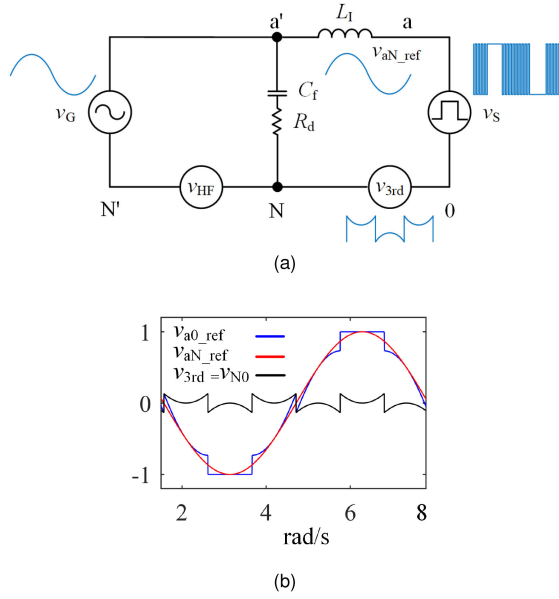 a' L_I a
v_aN_ref
C_f
v_G R_d v_S
v_HF v_3rd
N' N 0
(a)
v_a0_ref
1
v_aN_ref
v_3rd =v_N0
0
-1
2 4 6 8
rad/s
(b)